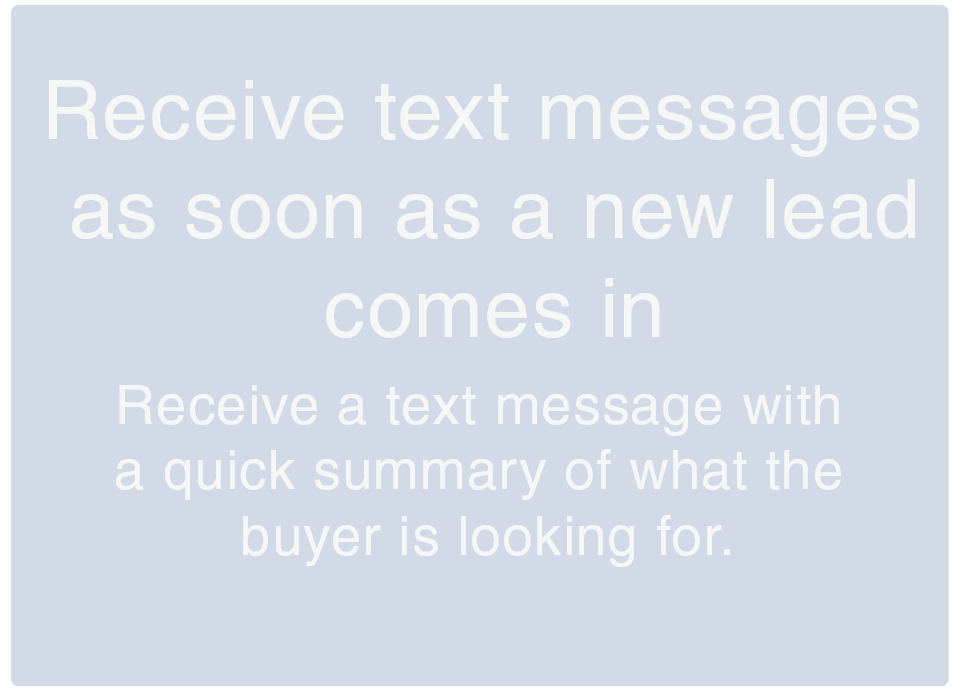 Receive text messages
as soon as a new lead
comes in
Receive a text message with
a quick summary of what the
buyer is looking for.